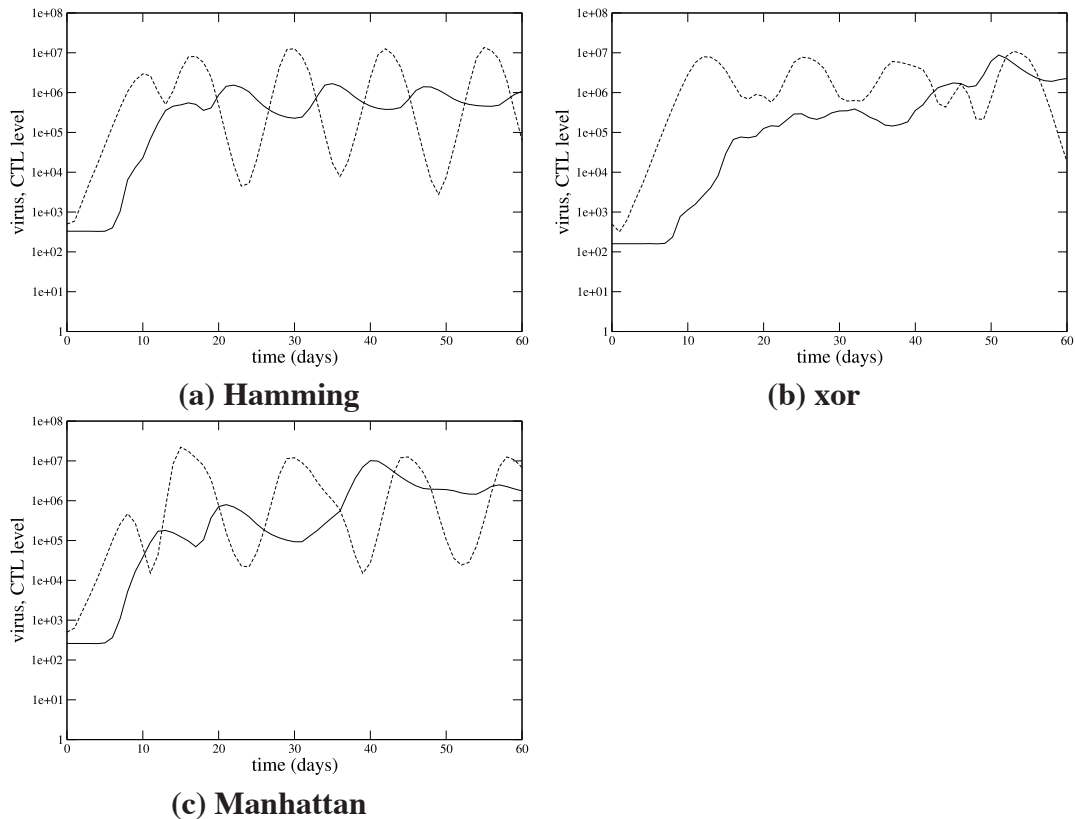 1e+08
1e+07
1e+06
1e+05
1e+04
1e+03
1e+02
1e+01
1
virus, CTL level
0 10 20 30 40 50 60
time (days)
(a) Hamming
1e+08
1e+07
1e+06
1e+05
1e+04
1e+03
1e+02
1e+01
1
virus, CTL level
0 10 20 30 40 50 60
time (days)
(b) xor
1e+08
1e+07
1e+06
1e+05
1e+04
1e+03
1e+02
1e+01
1
virus, CTL level
0 10 20 30 40 50 60
time (days)
(c) Manhattan